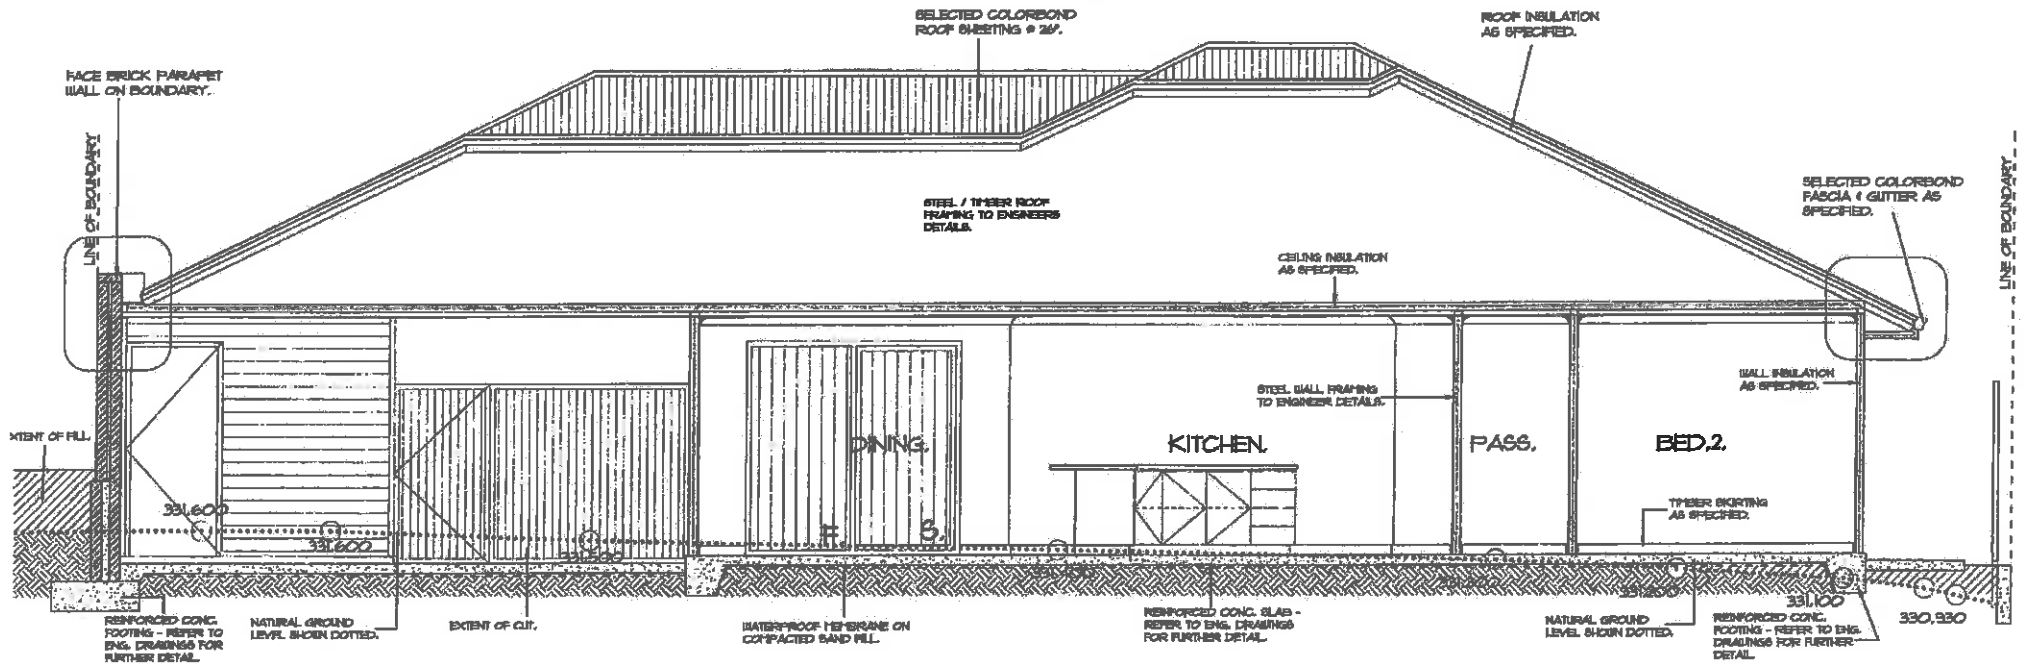 SELECTED COLORBOND
ROOF SHEETING @ 26°.
ROOF INSULATION
AS SPECIFIED.
FACE BRICK PARAPET
WALL ON BOUNDARY.
LINE OF BOUNDARY
LINE OF BOUNDARY
SELECTED COLORBOND
FASCIA & GUTTER AS
SPECIFIED.
STEEL / TIMBER ROOF
FRAMING TO ENGINEERS
DETAILS.
CEILING INSULATION
AS SPECIFIED.
WALL INSULATION
AS SPECIFIED.
STEEL WALL FRAMING
TO ENGINEER DETAILS.
XTENT OF FILL.
DINING.
KITCHEN.
PASS.
BED.2.
TIMBER SKIRTING
AS SPECIFIED.
331,600
331,600
F.
S.
331,200
331,100
330,930
REINFORCED CONC.
FOOTING - REFER TO
ENG. DRAWINGS FOR
FURTHER DETAIL
NATURAL GROUND
LEVEL SHOWN DOTTED.
EXTENT OF CUT.
WATERPROOF MEMBRANE ON
COMPACTED SAND FILL.
REINFORCED CONC. SLAB -
REFER TO ENG. DRAWINGS
FOR FURTHER DETAIL
NATURAL GROUND
LEVEL SHOWN DOTTED.
REINFORCED CONC.
FOOTING - REFER TO ENG.
DRAWINGS FOR FURTHER
DETAIL